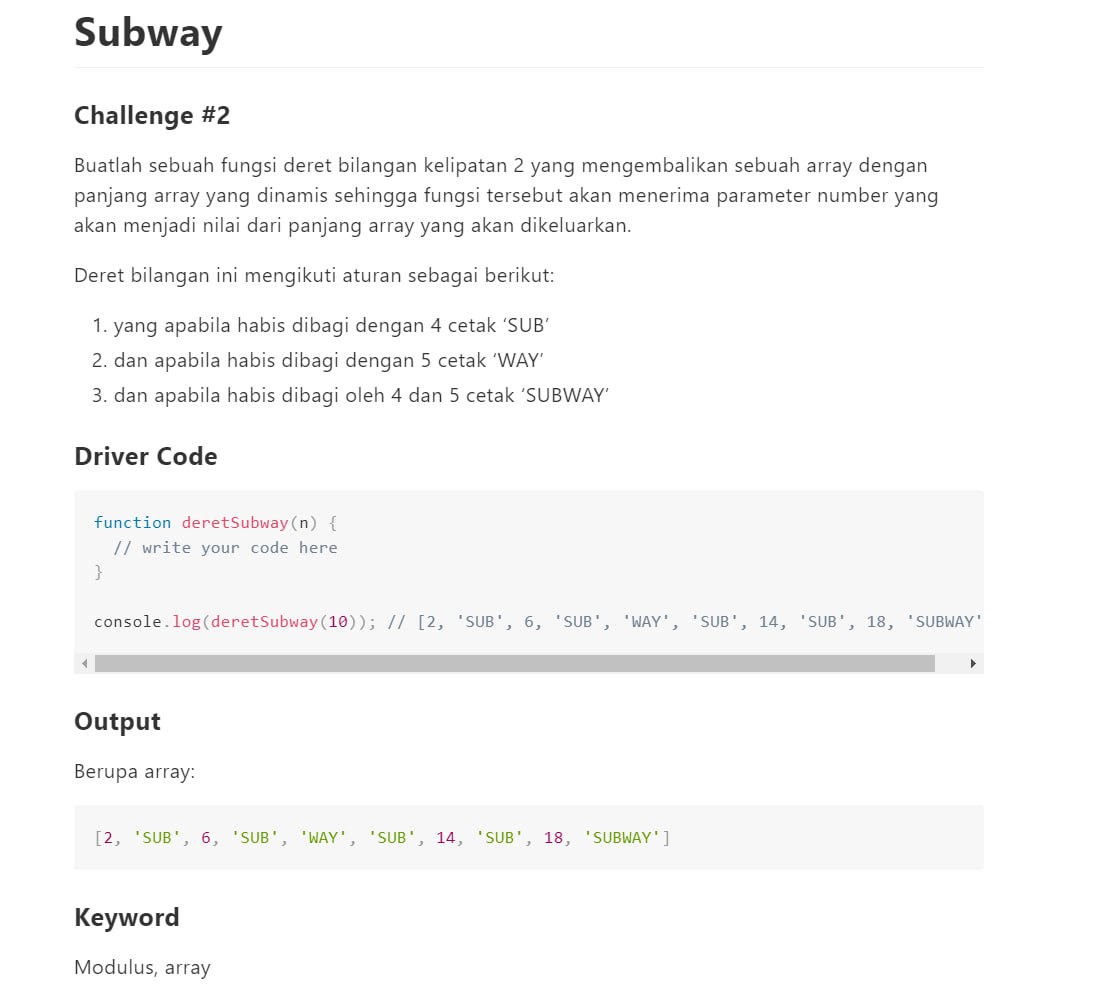 Subway
Challenge #2
Buatlah sebuah fungsi deret bilangan kelipatan 2 yang mengembalikan sebuah array dengan
panjang array yang dinamis sehingga fungsi tersebut akan menerima parameter number yang
akan menjadi nilai dari panjang array yang akan dikeluarkan.
Deret bilangan ini mengikuti aturan sebagai berikut:
1. yang apabila habis dibagi dengan 4 cetak ‘SUB’
2. dan apabila habis dibagi dengan 5 cetak ‘WAY’
3. dan apabila habis dibagi oleh 4 dan 5 cetak ‘SUBWAY’
Driver Code
function deretSubway(n) {
  // write your code here
}
console.log(deretSubway(10)); // [2, 'SUB', 6, 'SUB', 'WAY', 'SUB', 14, 'SUB', 18, 'SUBWAY'
Output
Berupa array:
[2, 'SUB', 6, 'SUB', 'WAY', 'SUB', 14, 'SUB', 18, 'SUBWAY']
Keyword
Modulus, array